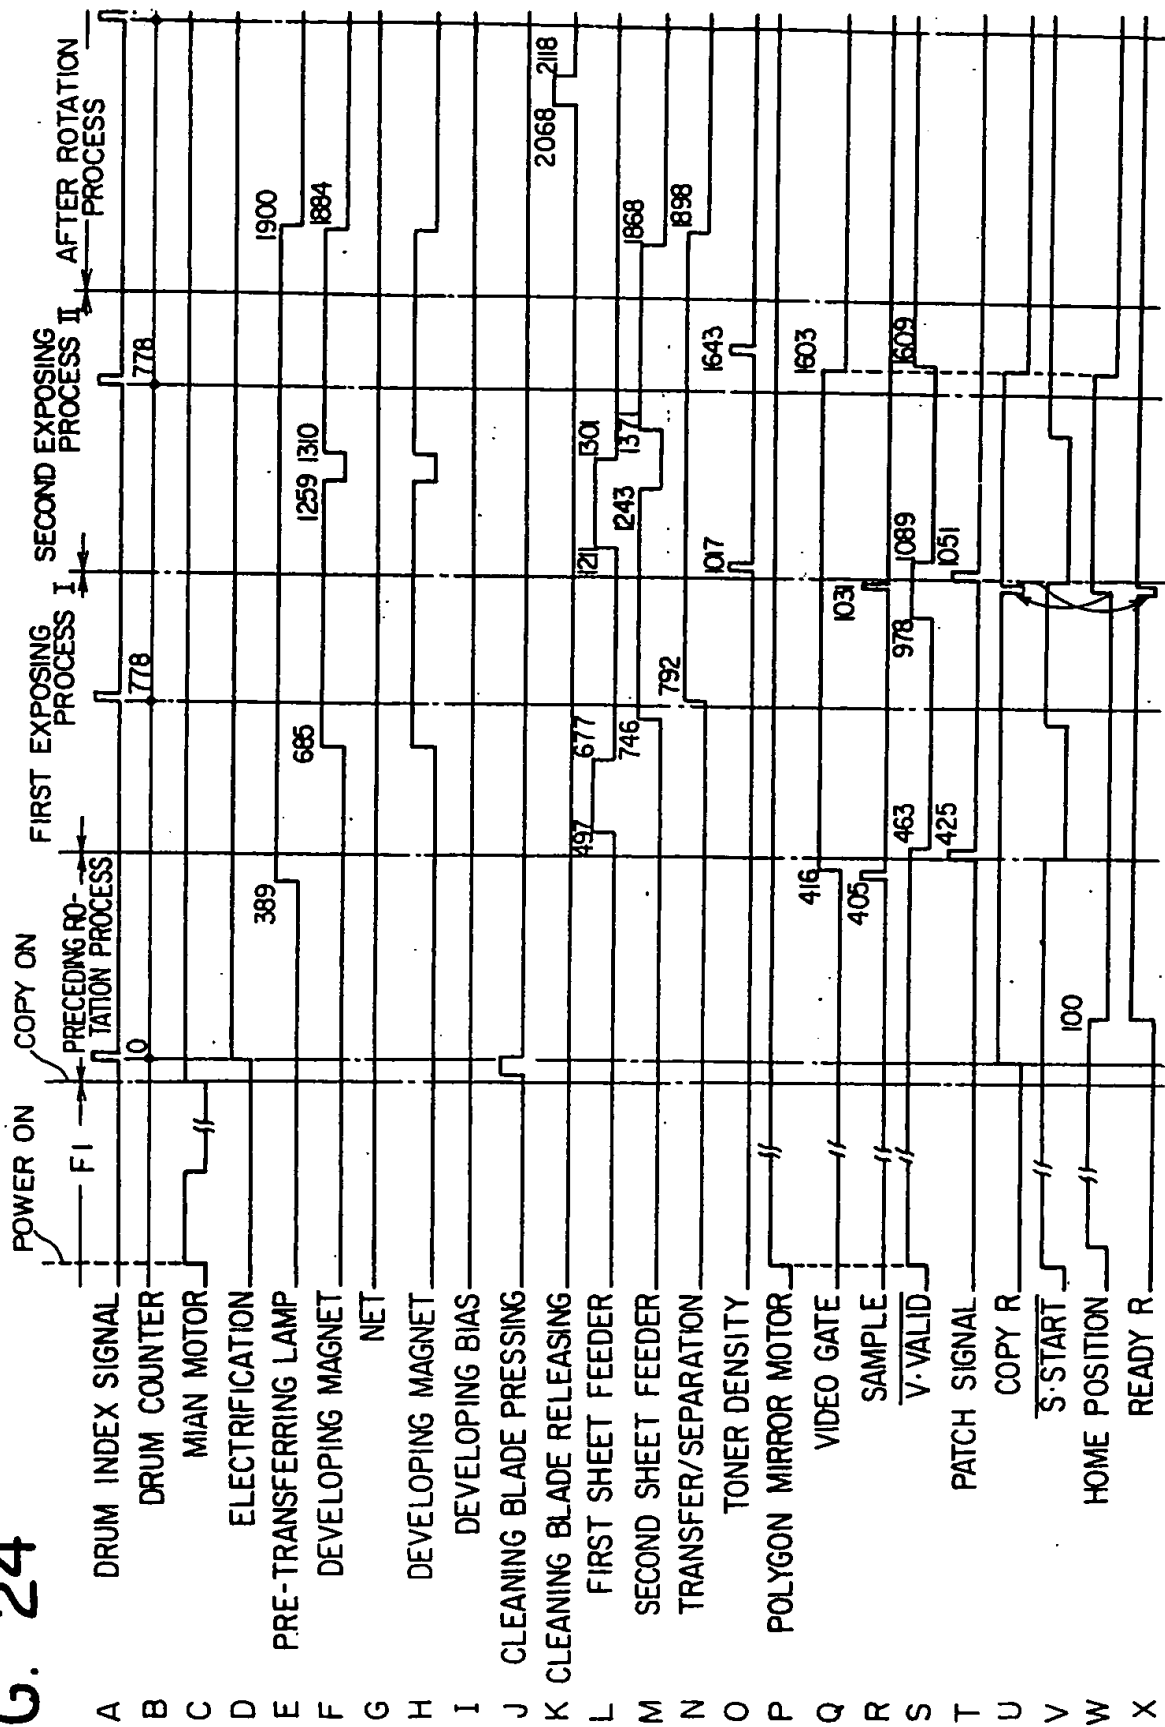 G. 24
POWER ON
COPY ON
F1
PRECEDING RO-
TATION PROCESS
FIRST EXPOSING
PROCESS I
SECOND EXPOSING
PROCESS II
AFTER ROTATION
PROCESS
A DRUM INDEX SIGNAL
B DRUM COUNTER 0 778 778
C MIAN MOTOR
D ELECTRIFICATION
E PRE-TRANSFERRING LAMP 389 1900
F DEVELOPING MAGNET 685 1259 1310 1884
G NET
H DEVELOPING MAGNET
I DEVELOPING BIAS
J CLEANING BLADE PRESSING
K CLEANING BLADE RELEASING 2068 2118
L FIRST SHEET FEEDER 497 677 1211 1301
M SECOND SHEET FEEDER 746 1243 1371 1868
N TRANSFER/SEPARATION 792 1898
O TONER DENSITY 1017 1643
P POLYGON MIRROR MOTOR
Q VIDEO GATE 416 1603
R SAMPLE 405 1031
S V·VALID 463 978 1089 1609
T PATCH SIGNAL 425 1051
U COPY R
V S·START
W HOME POSITION 100
X READY R